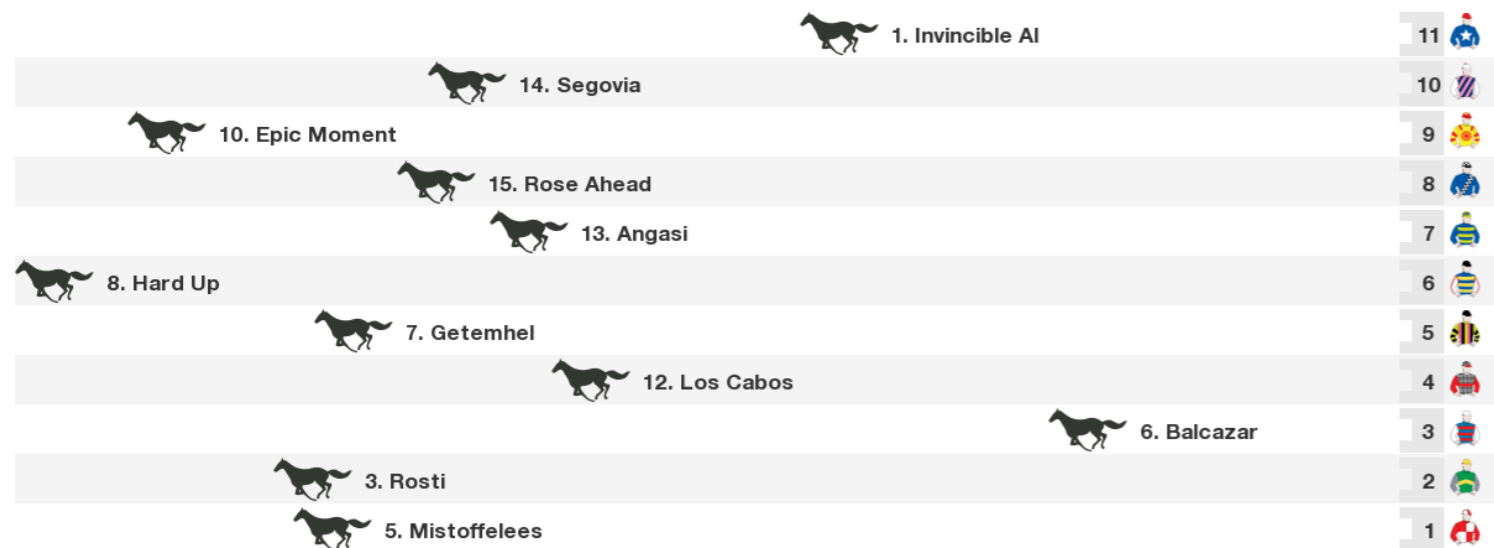 1. Invincible Al 11
14. Segovia 10
10. Epic Moment 9
15. Rose Ahead 8
13. Angasi 7
8. Hard Up 6
7. Getemhel 5
12. Los Cabos 4
6. Balcazar 3
3. Rosti 2
5. Mistoffelees 1